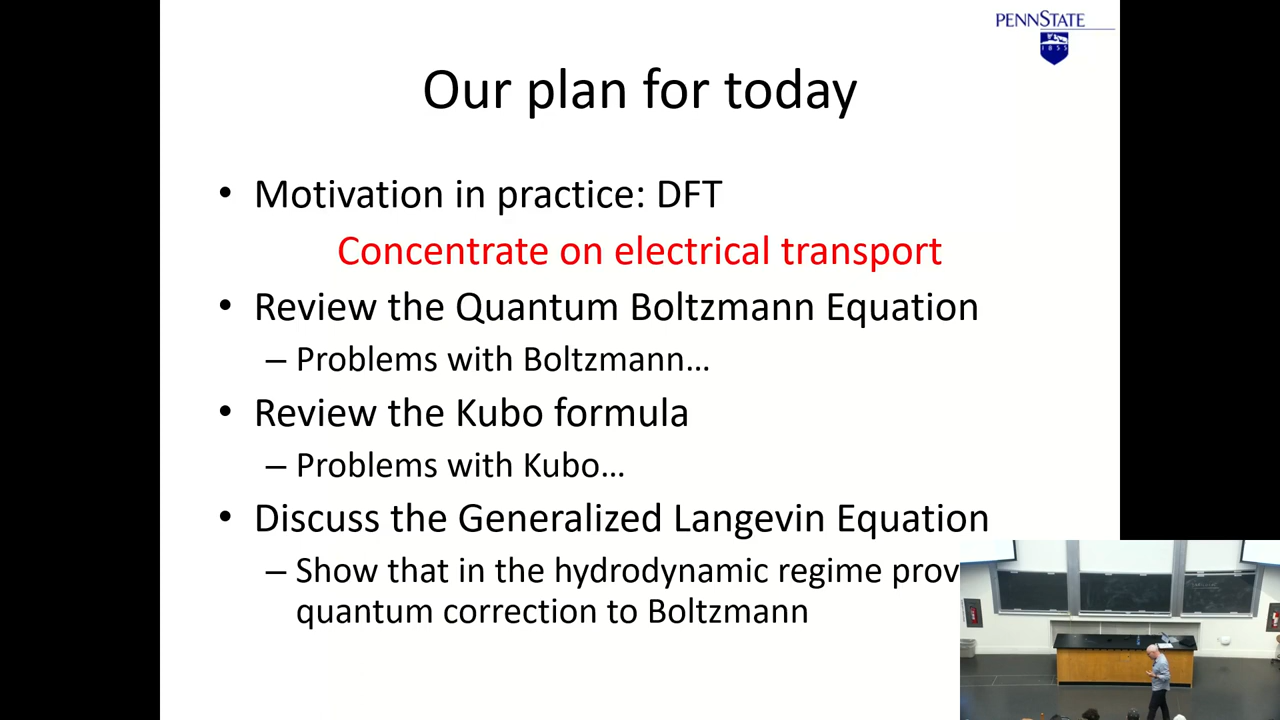 PENNSTATE
1855
Our plan for today
• Motivation in practice: DFT
Concentrate on electrical transport
• Review the Quantum Boltzmann Equation
– Problems with Boltzmann…
• Review the Kubo formula
– Problems with Kubo…
• Discuss the Generalized Langevin Equation
– Show that in the hydrodynamic regime prov
quantum correction to Boltzmann